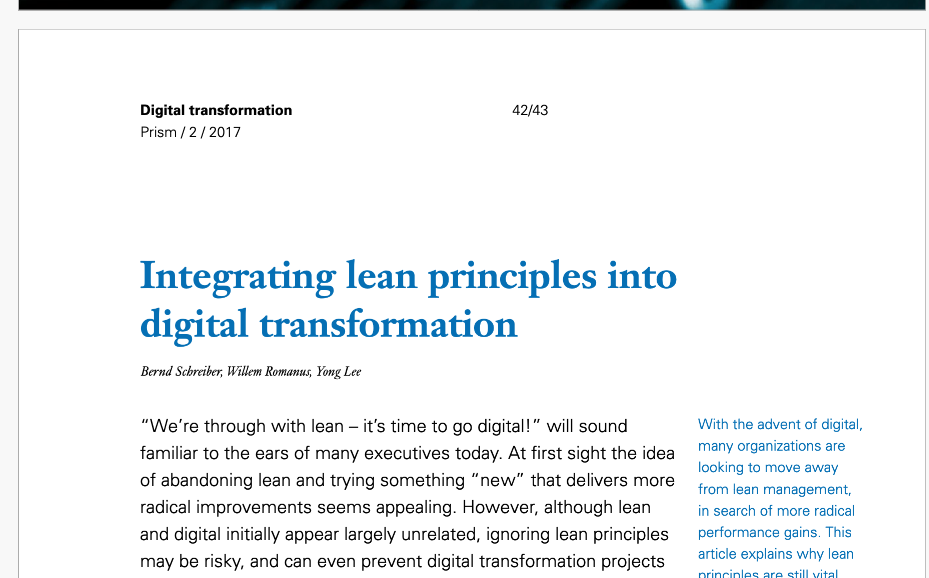 Digital transformation
42/43
Prism / 2 / 2017
Integrating lean principles into
digital transformation
Bernd Schreiber, Willem Romanus, Yong Lee
“We’re through with lean – it’s time to go digital!” will sound
familiar to the ears of many executives today. At first sight the idea
of abandoning lean and trying something “new” that delivers more
radical improvements seems appealing. However, although lean
and digital initially appear largely unrelated, ignoring lean principles
may be risky, and can even prevent digital transformation projects
With the advent of digital,
many organizations are
looking to move away
from lean management,
in search of more radical
performance gains. This
article explains why lean
principles are still vital